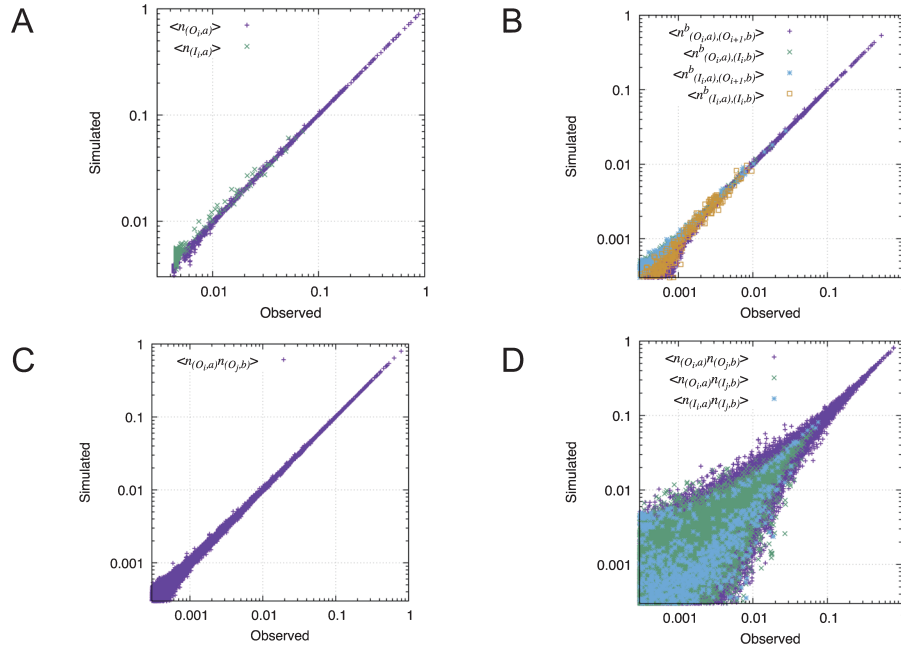 A
<n(Oi,a)>
<n(Ii,a)>
1
0.1
0.01
Simulated
0.01 0.1 1
Observed
B
<n^b(Oi,a),(Oi+1,b)>
<n^b(Oi,a),(Ii,b)>
<n^b(Ii,a),(Oi+1,b)>
<n^b(Ii,a),(Ii,b)>
1
0.1
0.01
0.001
Simulated
0.001 0.01 0.1 1
Observed
C
<n(Oi,a)n(Oj,b)>
1
0.1
0.01
0.001
Simulated
0.001 0.01 0.1 1
Observed
D
<n(Oi,a)n(Oj,b)>
<n(Oi,a)n(Ij,b)>
<n(Ii,a)n(Ij,b)>
1
0.1
0.01
0.001
Simulated
0.001 0.01 0.1 1
Observed